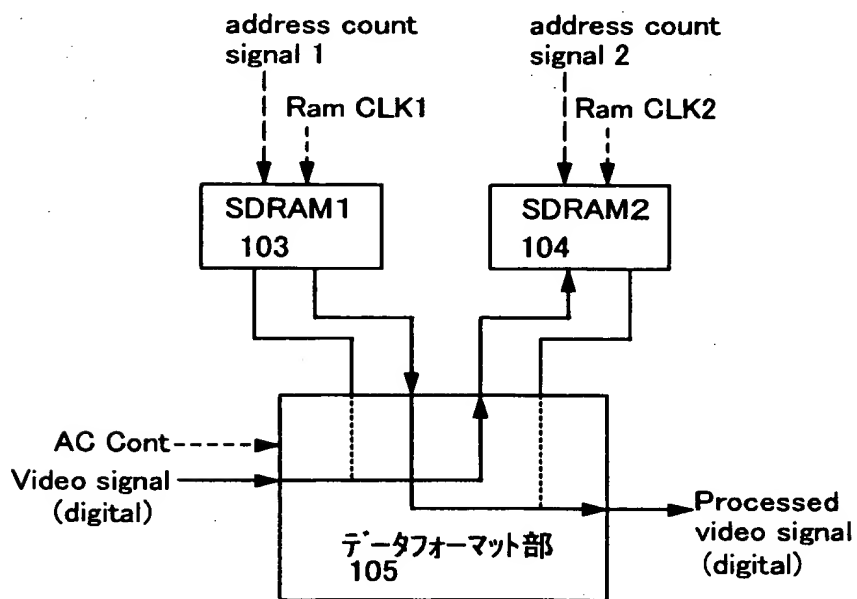 address count
signal 1
address count
signal 2
Ram CLK1
Ram CLK2
SDRAM1
103
SDRAM2
104
AC Cont
Video signal
(digital)
Processed
video signal
(digital)
データフォーマット部
105